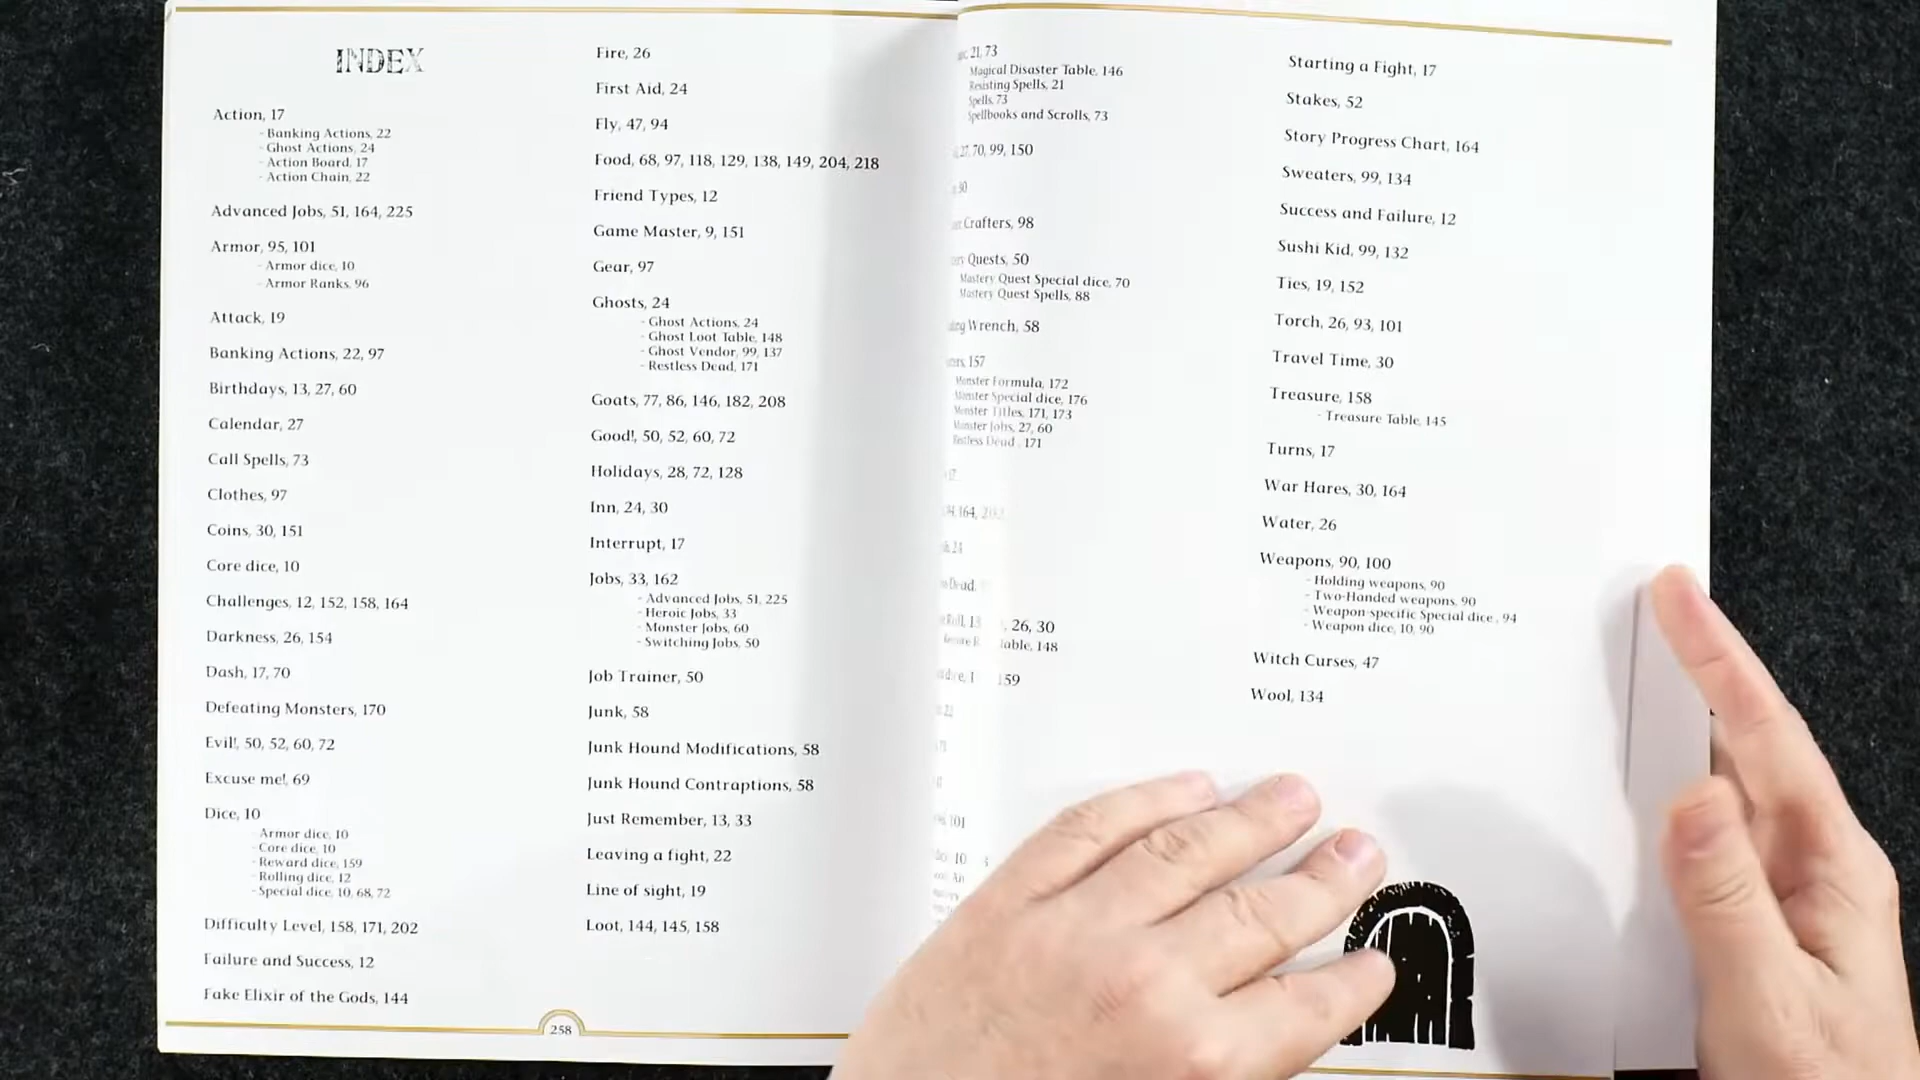 INDEX
Action, 17
- Banking Actions, 22
- Ghost Actions, 24
- Action Board, 17
- Action Chain, 22
Advanced Jobs, 51, 164, 225
Armor, 95, 101
- Armor dice, 10
- Armor Ranks, 96
Attack, 19
Banking Actions, 22, 97
Birthdays, 13, 27, 60
Calendar, 27
Call Spells, 73
Clothes, 97
Coins, 30, 151
Core dice, 10
Challenges, 12, 152, 158, 164
Darkness, 26, 154
Dash, 17, 70
Defeating Monsters, 170
Evil!, 50, 52, 60, 72
Excuse me!, 69
Dice, 10
- Armor dice, 10
- Core dice, 10
- Reward dice, 159
- Rolling dice, 12
- Special dice, 10, 68, 72
Difficulty Level, 158, 171, 202
Failure and Success, 12
Fake Elixir of the Gods, 144
Fire, 26
First Aid, 24
Fly, 47, 94
Food, 68, 97, 118, 129, 138, 149, 204, 218
Friend Types, 12
Game Master, 9, 151
Gear, 97
Ghosts, 24
- Ghost Actions, 24
- Ghost Loot Table, 148
- Ghost Vendor, 99, 137
- Restless Dead, 171
Goats, 77, 86, 146, 182, 208
Good!, 50, 52, 60, 72
Holidays, 28, 72, 128
Inn, 24, 30
Interrupt, 17
Jobs, 33, 162
- Advanced Jobs, 51, 225
- Heroic Jobs, 33
- Monster Jobs, 60
- Switching Jobs, 50
Job Trainer, 50
Junk, 58
Junk Hound Modifications, 58
Junk Hound Contraptions, 58
Just Remember, 13, 33
Leaving a fight, 22
Line of sight, 19
Loot, 144, 145, 158
258
21, 73
Magical Disaster Table, 146
Resisting Spells, 21
Spells, 73
Spellbooks and Scrolls, 73
27, 70, 99, 150
Crafters, 98
Quests, 50
Mastery Quest Special dice, 70
Mastery Quest Spells, 88
Wrench, 58
157
Monster Formula, 172
Monster Special dice, 176
Monster Titles, 171, 173
Monster Jobs, 27, 60
Restless Dead, 171
164,
24
Dead,
Roll, 13 , 26, 30
148
159
101
Starting a Fight, 17
Stakes, 52
Story Progress Chart, 164
Sweaters, 99, 134
Success and Failure, 12
Sushi Kid, 99, 132
Ties, 19, 152
Torch, 26, 93, 101
Travel Time, 30
Treasure, 158
- Treasure Table, 145
Turns, 17
War Hares, 30, 164
Water, 26
Weapons, 90, 100
- Holding weapons, 90
- Two-Handed weapons, 90
- Weapon-specific Special dice, 94
- Weapon dice, 10, 90
Witch Curses, 47
Wool, 134